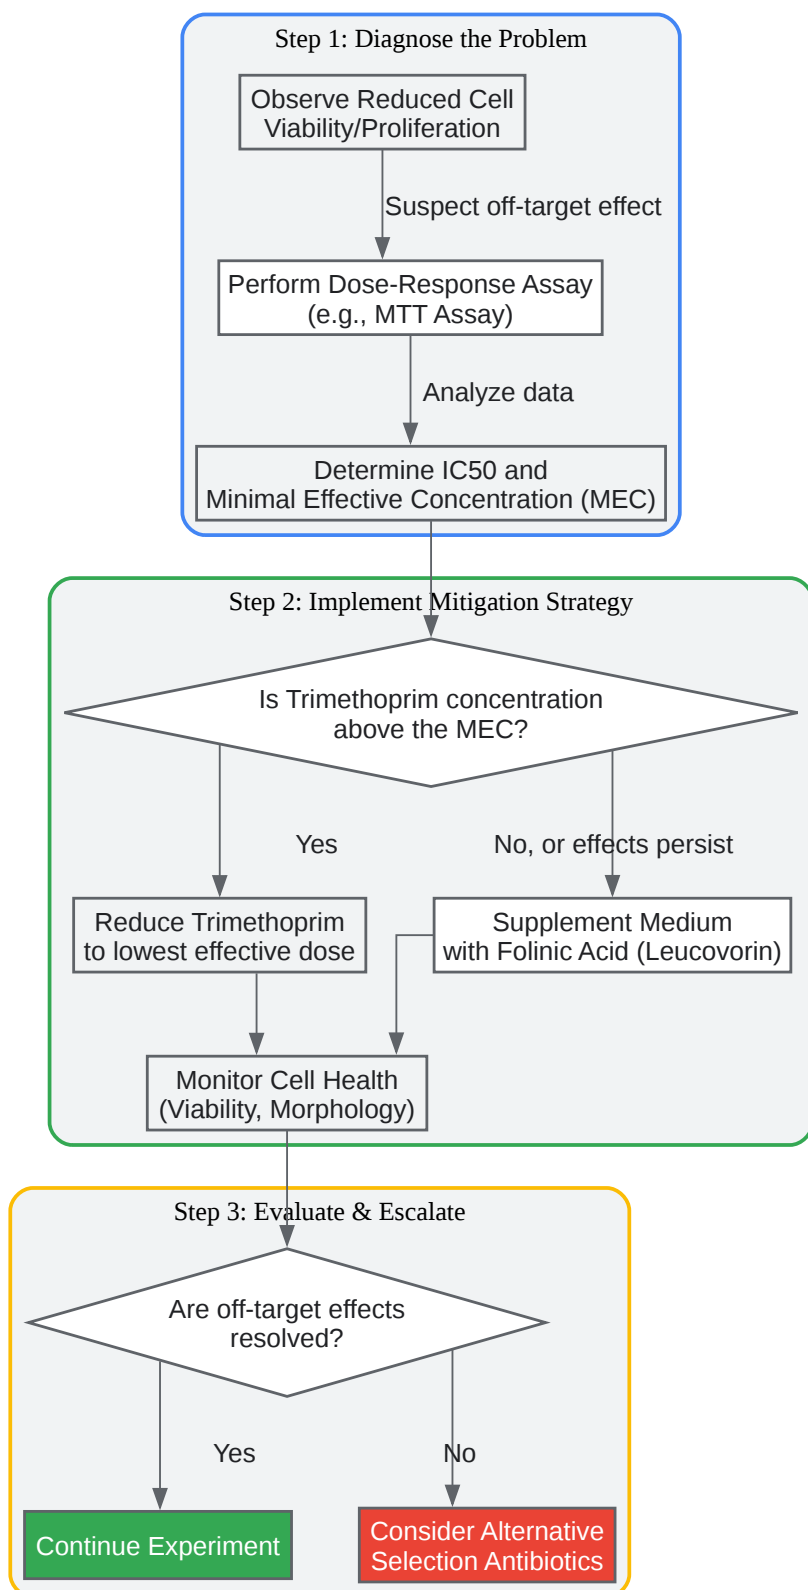 Step 1: Diagnose the Problem
Observe Reduced Cell
Viability/Proliferation
Suspect off-target effect
Perform Dose-Response Assay
(e.g., MTT Assay)
Analyze data
Determine IC50 and
Minimal Effective Concentration (MEC)
Step 2: Implement Mitigation Strategy
Is Trimethoprim concentration
above the MEC?
Yes
No, or effects persist
Reduce Trimethoprim
to lowest effective dose
Supplement Medium
with Folinic Acid (Leucovorin)
Monitor Cell Health
(Viability, Morphology)
Step 3: Evaluate & Escalate
Are off-target effects
resolved?
Yes
No
Continue Experiment
Consider Alternative
Selection Antibiotics